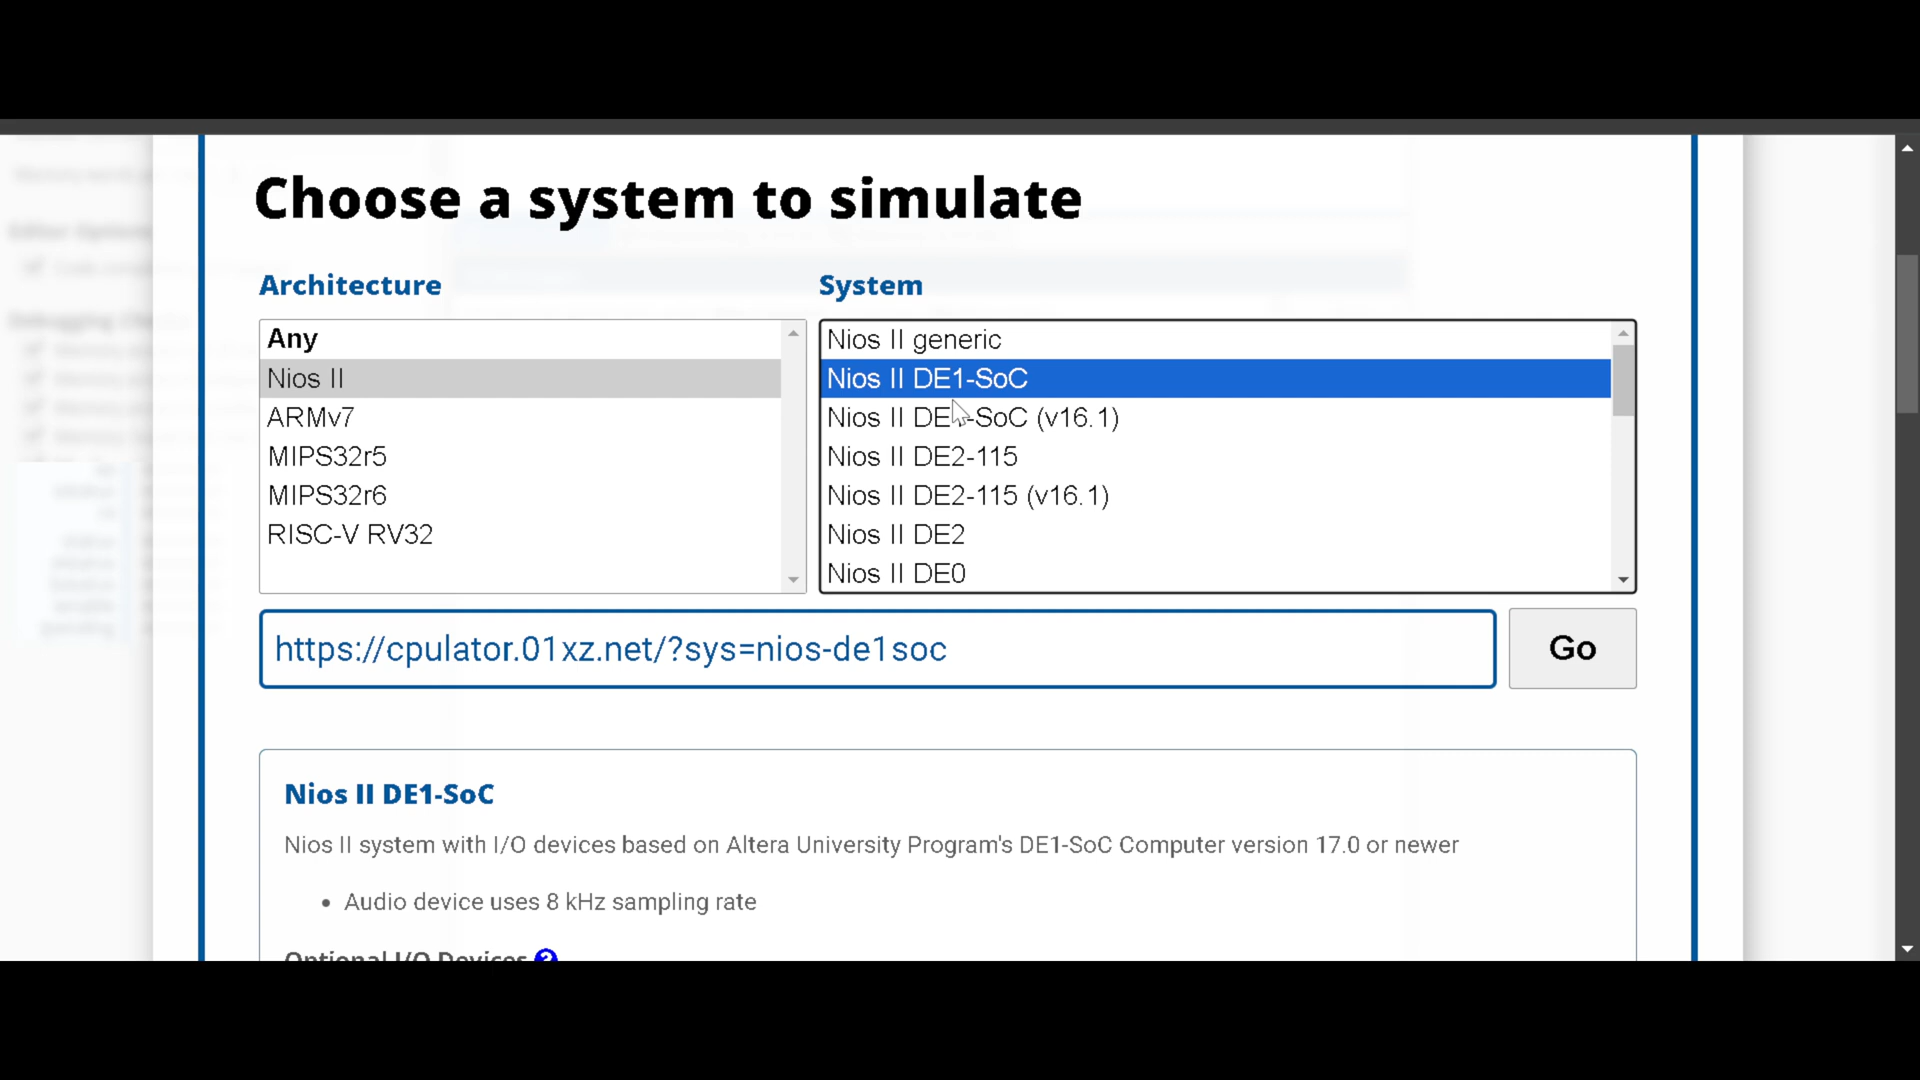 Choose a system to simulate
Architecture
System
Any
Nios II
ARMv7
MIPS32r5
MIPS32r6
RISC-V RV32
Nios II generic
Nios II DE1-SoC
Nios II DE1-SoC (v16.1)
Nios II DE2-115
Nios II DE2-115 (v16.1)
Nios II DE2
Nios II DE0
https://cpulator.01xz.net/?sys=nios-de1soc
Go
Nios II DE1-SoC
Nios II system with I/O devices based on Altera University Program's DE1-SoC Computer version 17.0 or newer
• Audio device uses 8 kHz sampling rate
Optional I/O Devices ?